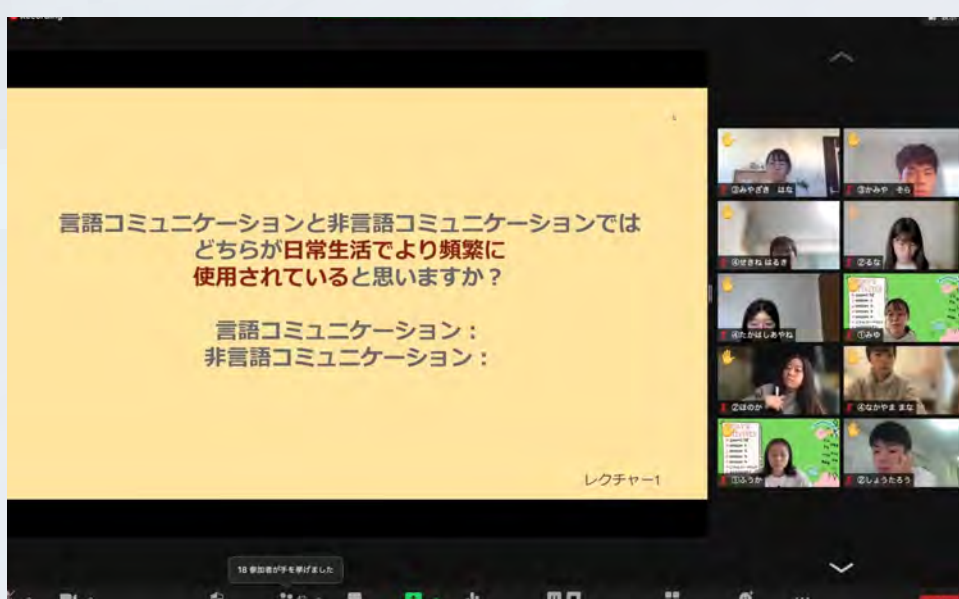 Recording
言語コミュニケーションと非言語コミュニケーションでは
どちらが日常生活でより頻繁に
使用されていると思いますか？
言語コミュニケーション：
非言語コミュニケーション：
レクチャー1
③みやざき はな
③かみや そら
④せきね はるき
②るな
④たかはしあやね
①みゆ
②ほのか
④なかやま まな
①ふうか
②しょうたろう
18 参加者が手を挙げました